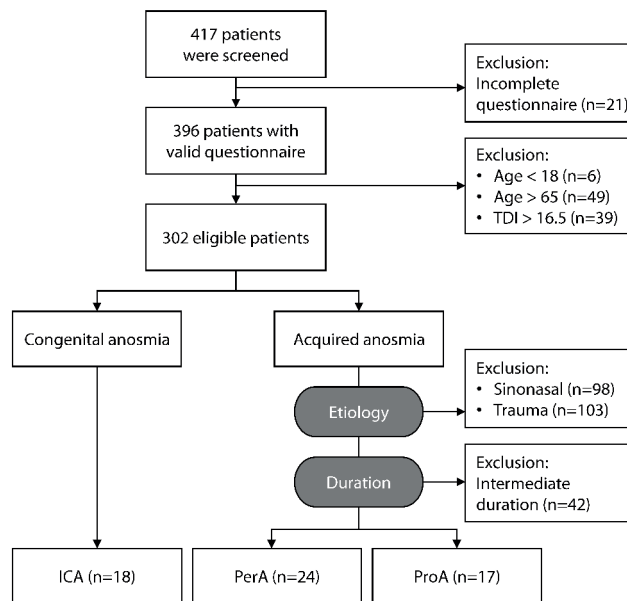 417 patients
were screened
Exclusion:
Incomplete
questionnaire (n=21)
396 patients with
valid questionnaire
Exclusion:
• Age < 18 (n=6)
• Age > 65 (n=49)
• TDI > 16.5 (n=39)
302 eligible patients
Congenital anosmia
Acquired anosmia
Exclusion:
• Sinonasal (n=98)
• Trauma (n=103)
Etiology
Exclusion:
Intermediate
duration (n=42)
Duration
ICA (n=18)
PerA (n=24)
ProA (n=17)